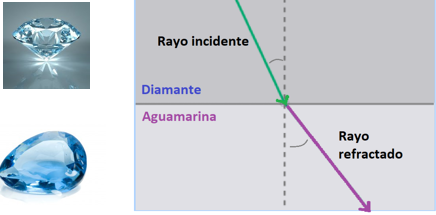 Rayo incidente
Diamante
Aguamarina
Rayo
refractado